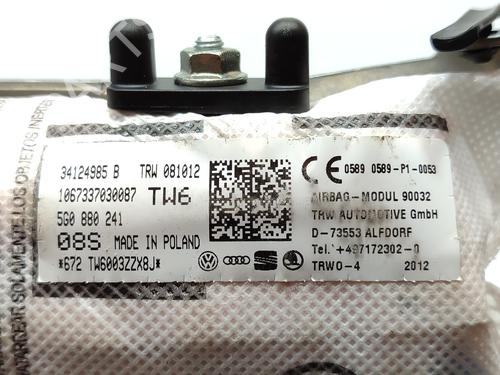 34124985 B TRW 081012
1067337030087 TW6
5G0 880 241
08S MADE IN POLAND
*672 TW6003ZZX8J*
CE 0589 0589-P1-0053
AIRBAG-MODUL 90032
TRW AUTOMOTIVE GmbH
D-73553 ALFDORF
Tel.: +497172302-0
TRWO-4 2012